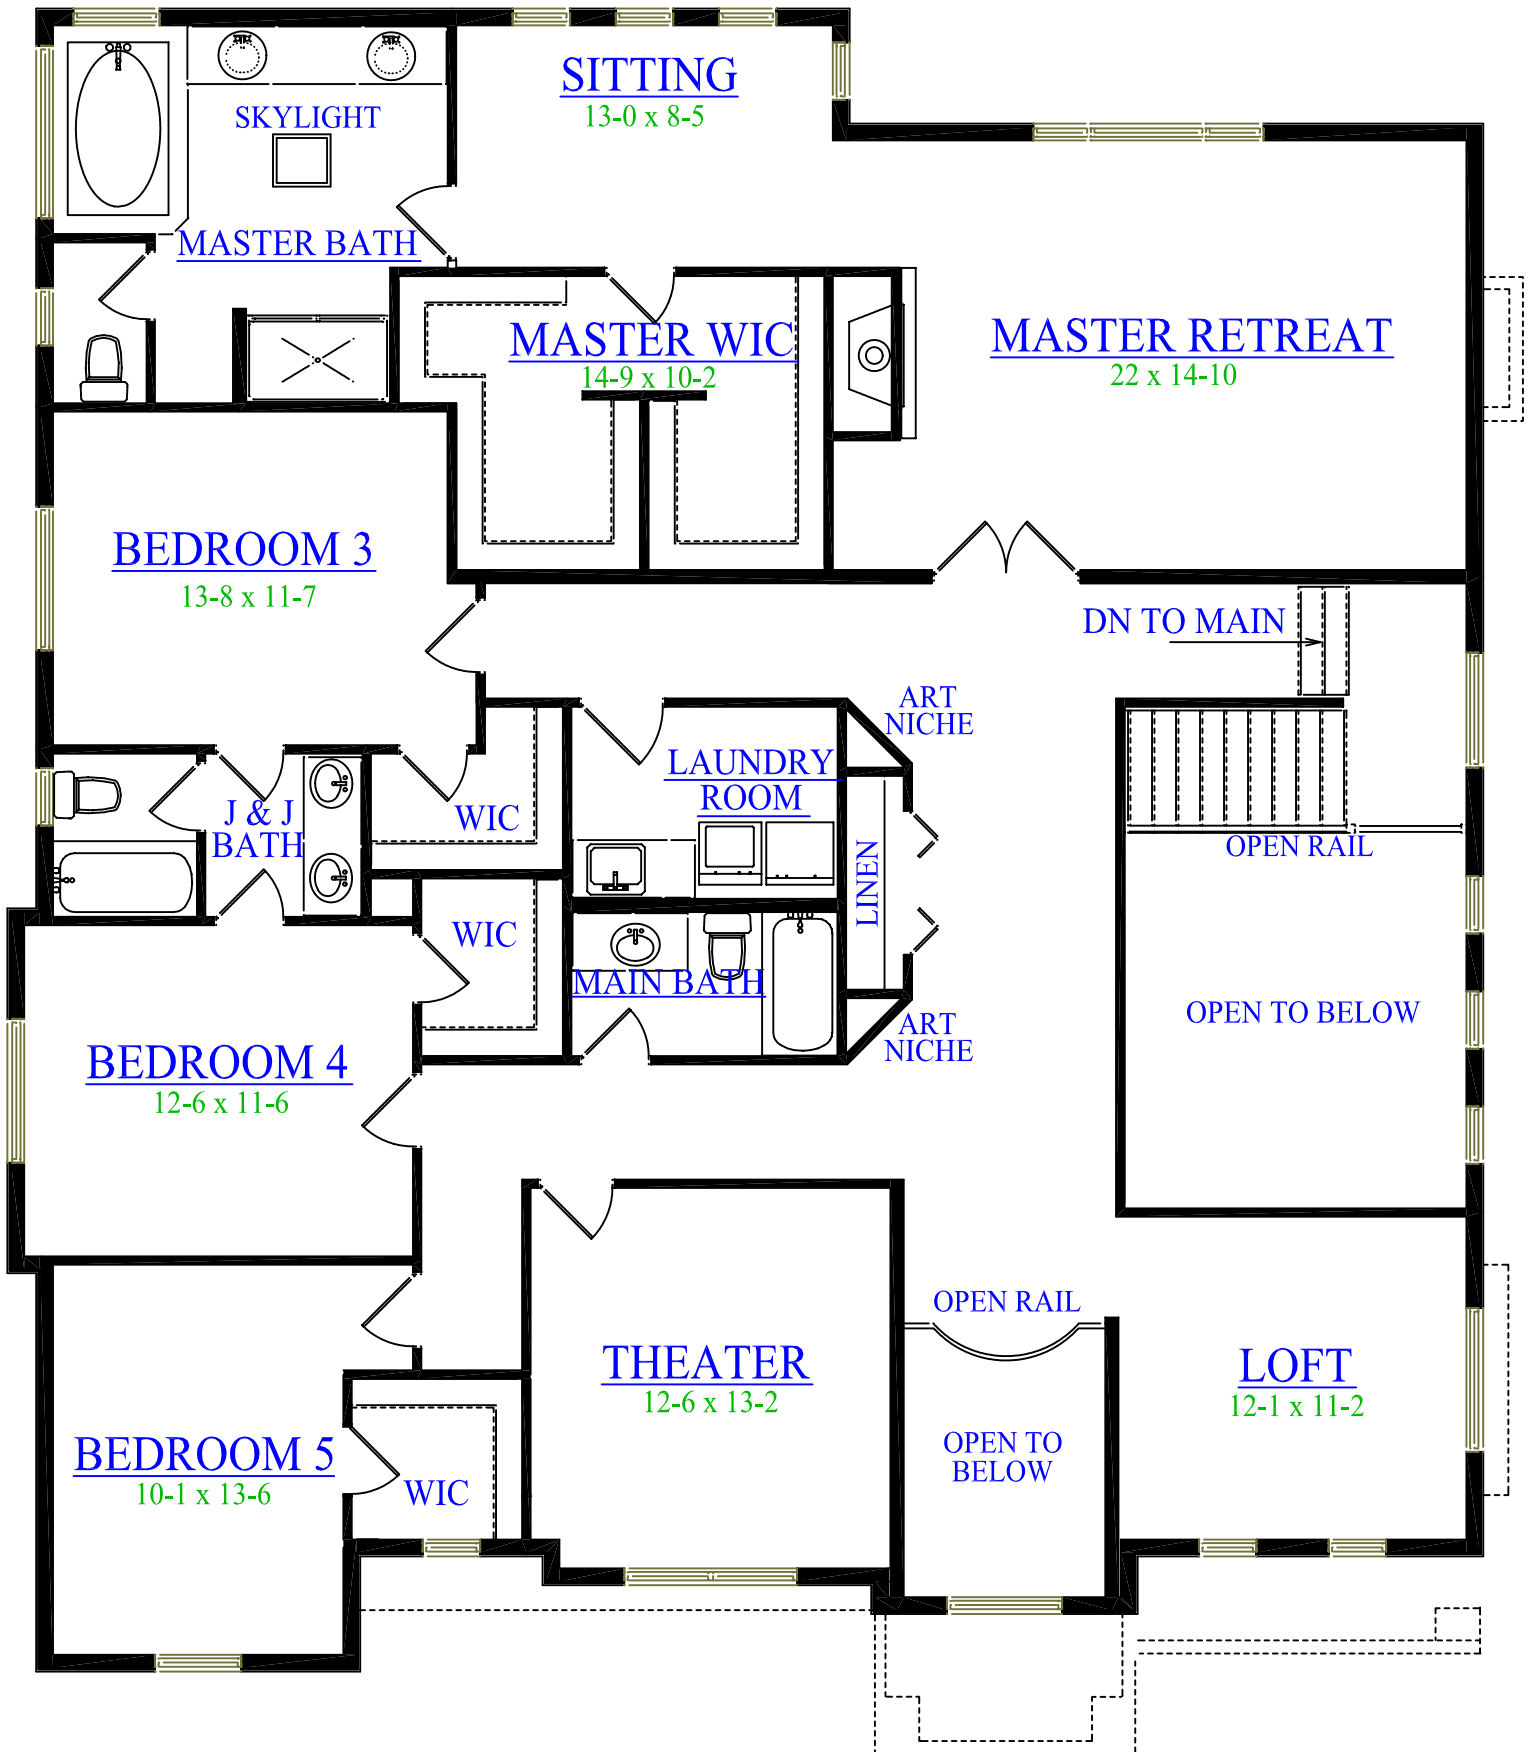 SITTING
13-0 x 8-5
SKYLIGHT
MASTER BATH
MASTER WIC
14-9 x 10-2
MASTER RETREAT
22 x 14-10
BEDROOM 3
13-8 x 11-7
DN TO MAIN
ART
NICHE
LAUNDRY
ROOM
J & J
BATH
WIC
LINEN
OPEN RAIL
WIC
MAIN BATH
ART
NICHE
OPEN TO BELOW
BEDROOM 4
12-6 x 11-6
OPEN RAIL
THEATER
12-6 x 13-2
LOFT
12-1 x 11-2
BEDROOM 5
10-1 x 13-6
WIC
OPEN TO
BELOW